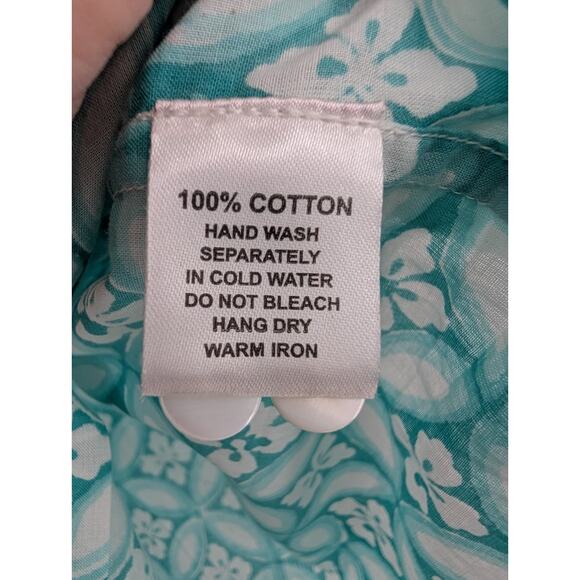 100% COTTON
HAND WASH
SEPARATELY
IN COLD WATER
DO NOT BLEACH
HANG DRY
WARM IRON